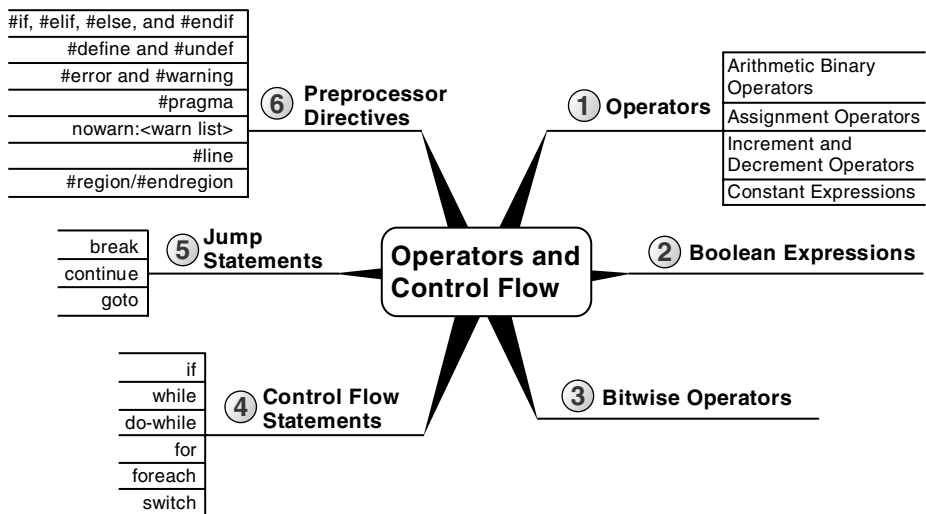 Operators and
Control Flow
1 Operators
Arithmetic Binary
Operators
Assignment Operators
Increment and
Decrement Operators
Constant Expressions
2 Boolean Expressions
3 Bitwise Operators
4 Control Flow
Statements
if
while
do-while
for
foreach
switch
5 Jump
Statements
break
continue
goto
6 Preprocessor
Directives
#if, #elif, #else, and #endif
#define and #undef
#error and #warning
#pragma
nowarn:<warn list>
#line
#region/#endregion